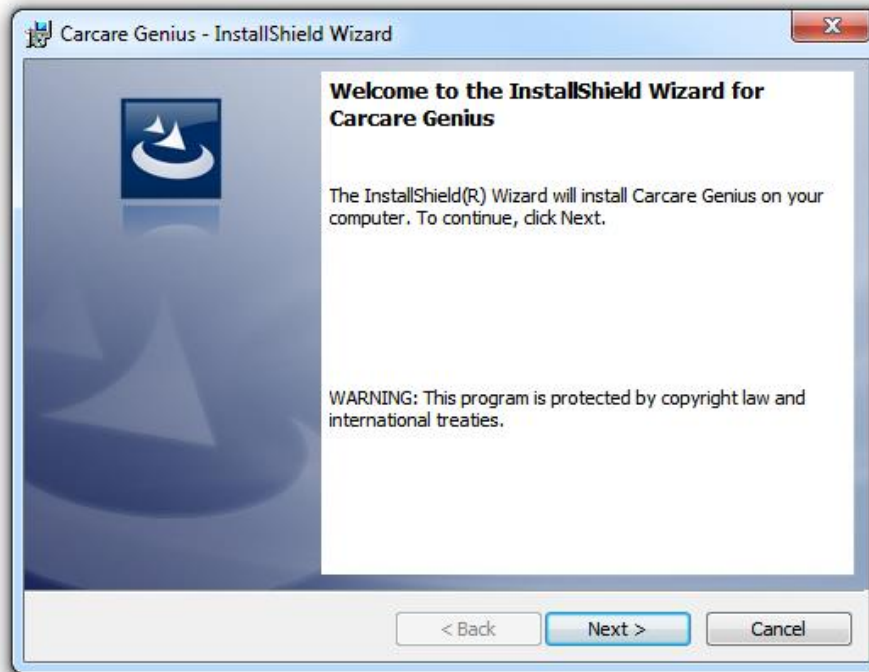 Carcare Genius - InstallShield Wizard
Welcome to the InstallShield Wizard for
Carcare Genius
The InstallShield(R) Wizard will install Carcare Genius on your
computer. To continue, click Next.
WARNING: This program is protected by copyright law and
international treaties.
< Back
Next >
Cancel